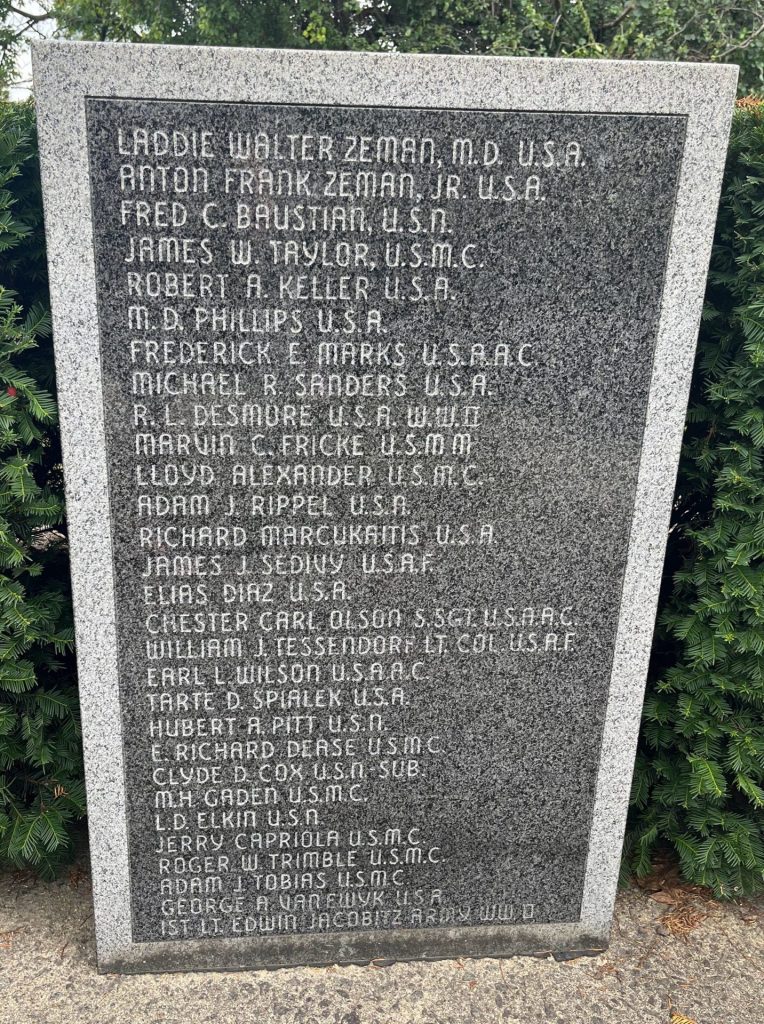 LADDIE WALTER ZEMAN, M.D. U.S.A.
ANTON FRANK ZEMAN, JR. U.S.A.
FRED C. BAUSTIAN, U.S.N.
JAMES W. TAYLOR, U.S.M.C.
ROBERT A. KELLER U.S.A.
M.D. PHILLIPS U.S.A.
FREDERICK E. MARKS U.S.A.A.C.
MICHAEL R. SANDERS U.S.A.
R. L. DESMURE U.S.A. W.W.II
MARVIN C. FRICKE U.S.M M
LLOYD ALEXANDER U.S.M.C.
ADAM J. RIPPEL U.S.A.
RICHARD MARCUKAITIS U.S.A.
JAMES J. SEDIVY U.S.A.F.
ELIAS DIAZ U.S.A.
CHESTER CARL OLSON S.SGT. U.S.A.A.C.
WILLIAM J. TESSENDORF LT. COL. U.S.A.F.
EARL L. WILSON U.S.A.A.C.
TARTE D. SPIALEK U.S.A.
HUBERT A. PITT U.S.N.
E. RICHARD DEASE U.S.M.C.
CLYDE D. COX U.S.N.-SUB.
M.H. GADEN U.S.M.C.
L.D. ELKIN U.S.N.
JERRY CAPRIOLA U.S.M.C.
ROGER W. TRIMBLE U.S.M.C.
ADAM J. TOBIAS U.S.M.C.
GEORGE A. VAN EWYK U.S.A.
1ST LT. EDWIN JACOBITZ ARMY WW II